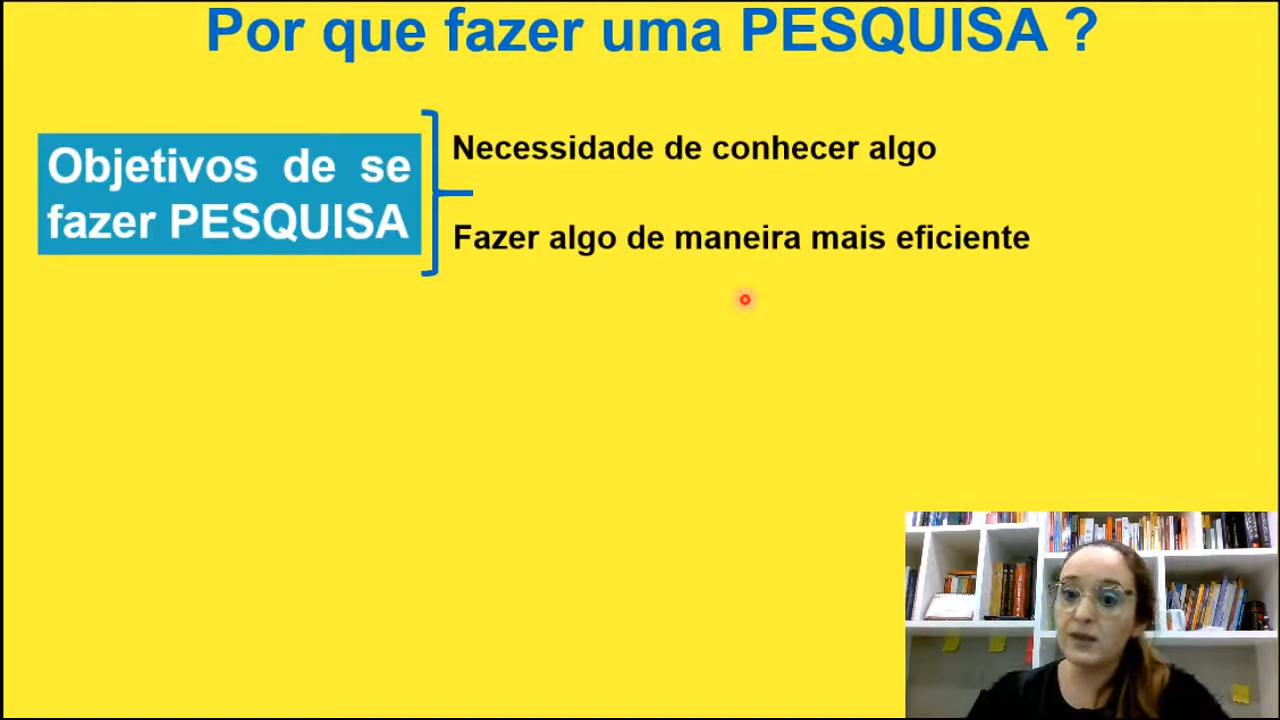 Por que fazer uma PESQUISA ?
Objetivos de se
fazer PESQUISA
Necessidade de conhecer algo
Fazer algo de maneira mais eficiente